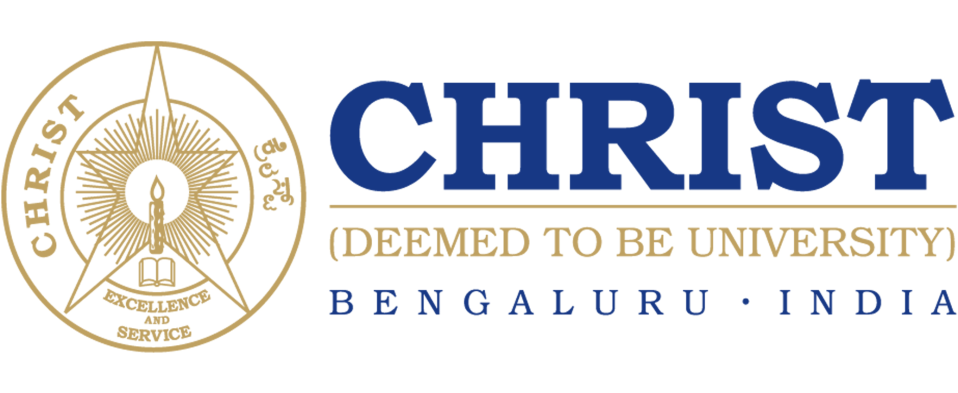 CHRIST
EXCELLENCE
AND
SERVICE
CHRIST
(DEEMED TO BE UNIVERSITY)
BENGALURU · INDIA